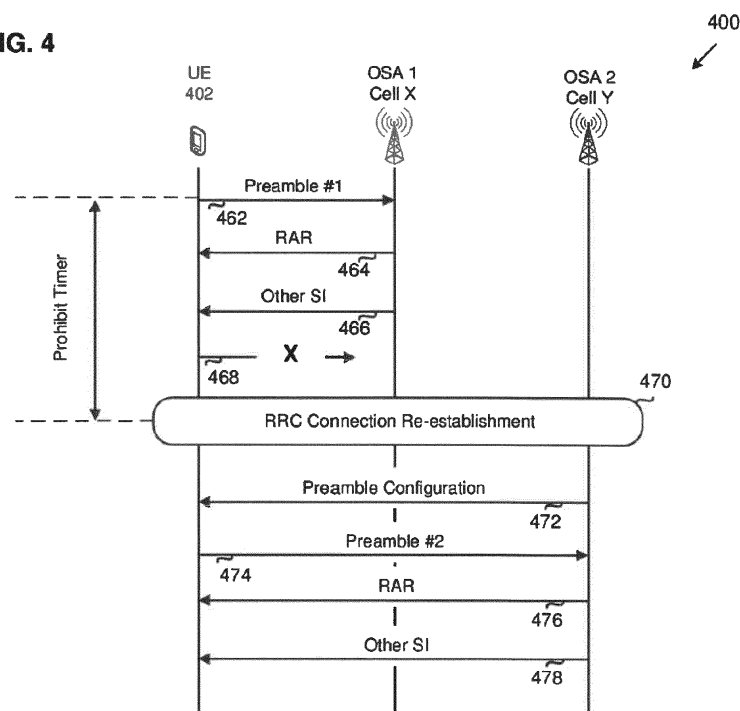 400
IG. 4
UE
402
OSA 1
Cell X
OSA 2
Cell Y
Preamble #1
462
RAR
464
Other SI
466
X
468
Prohibit Timer
470
RRC Connection Re-establishment
Preamble Configuration
472
Preamble #2
474
RAR
476
Other SI
478